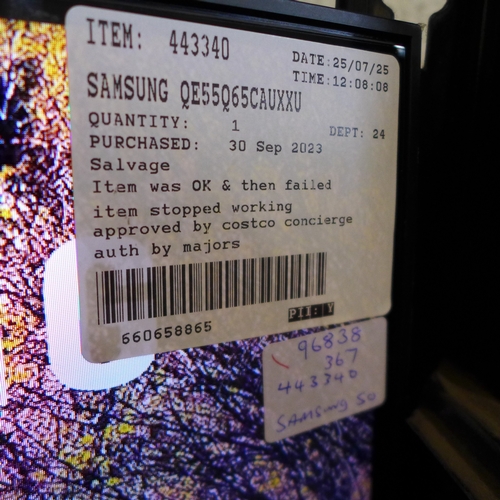 ITEM: 443340
DATE:25/07/25
TIME:12:08:08
SAMSUNG QE55Q65CAUXXU
QUANTITY: 1
DEPT: 24
PURCHASED: 30 Sep 2023
Salvage
Item was OK & then failed
item stopped working
approved by costco concierge
auth by majors
660658865
PII: Y
96838
367
443340
SAMSUNG 50